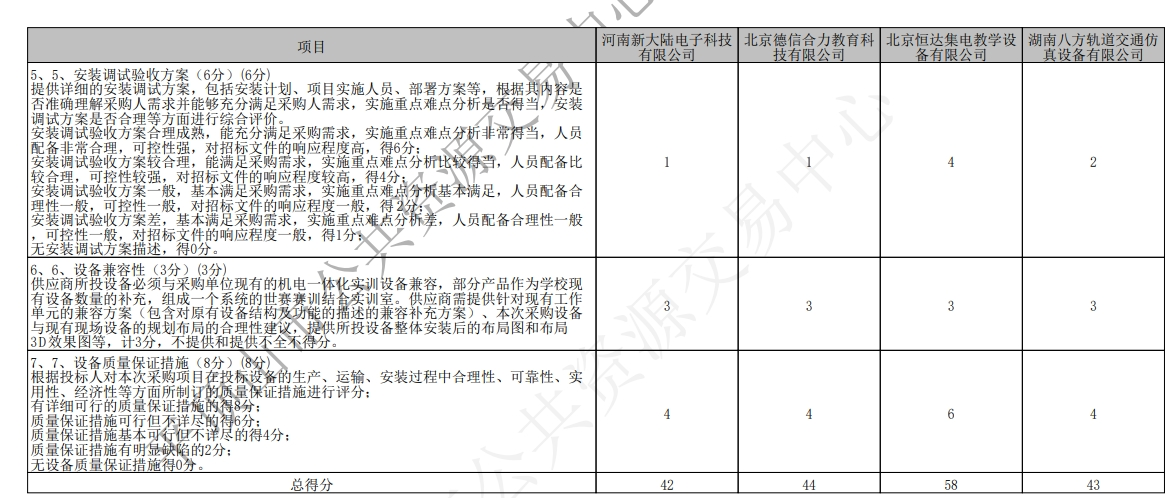 项目
河南新大陆电子科技
有限公司
北京德信合力教育科
技有限公司
北京恒达集电教学设
备有限公司
湖南八方轨道交通仿
真设备有限公司
5、5、安装调试验收方案（6分）(6分)
提供详细的安装调试方案，包括安装计划、项目实施人员、部署方案等，根据其内容是
否准确理解采购人需求并能够充分满足采购人需求，实施重点难点分析是否得当，安装
调试方案是否合理等方面进行综合评价。
安装调试验收方案合理成熟，能充分满足采购需求，实施重点难点分析非常得当，人员
配备非常合理，可控性强，对招标文件的响应程度高，得6分；
安装调试验收方案较合理，能满足采购需求，实施重点难点分析比较得当，人员配备比
较合理，可控性较强，对招标文件的响应程度较高，得4分；
安装调试验收方案一般，基本满足采购需求，实施重点难点分析基本满足，人员配备合
理性一般，可控性一般，对招标文件的响应程度一般，得2分；
安装调试验收方案差，基本满足采购需求，实施重点难点分析差，人员配备合理性一般
，可控性一般，对招标文件的响应程度一般，得1分；
无安装调试方案描述，得0分。
1
1
4
2
6、6、设备兼容性（3分）(3分)
供应商所投设备必须与采购单位现有的机电一体化实训设备兼容，部分产品作为学校现
有设备数量的补充，组成一个系统的世赛赛训结合实训室。供应商需提供针对现有工作
单元的兼容方案（包含对原有设备结构及功能的描述的兼容补充方案）、本次采购设备
与现有现场设备的规划布局的合理性建议，提供所投设备整体安装后的布局图和布局
3D效果图等，计3分，不提供和提供不全不得分。
3
3
3
3
7、7、设备质量保证措施（8分）(8分)
根据投标人对本次采购项目在投标设备的生产、运输、安装过程中合理性、可靠性、实
用性、经济性等方面所制订的质量保证措施进行评分；
有详细可行的质量保证措施的得8分；
质量保证措施可行但不详尽的得6分；
质量保证措施基本可行但不详尽的得4分；
质量保证措施有明显缺陷的2分；
无设备质量保证措施得0分。
4
4
6
4
总得分
42
44
58
43
公共资源交易中心
公共资源交易中心